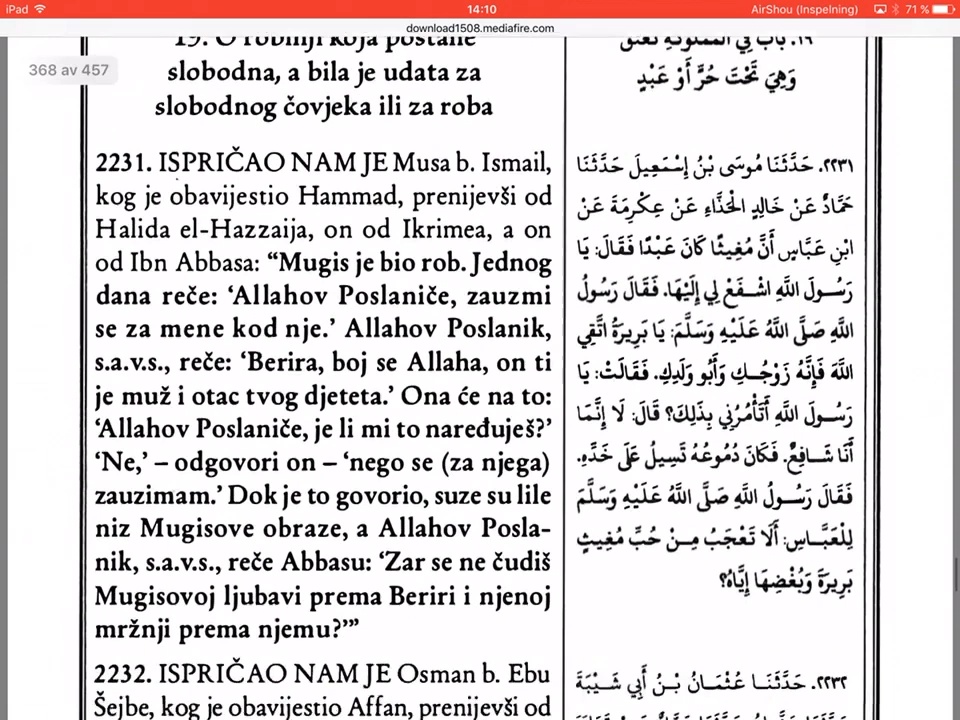 iPad
14:10
AirShou (Inspelning)
71 %
download1508.mediafire.com
368 av 457
19. O robinji koja postane
slobodna, a bila je udata za
slobodnog čovjeka ili za roba
2231. ISPRIČAO NAM JE Musa b. Ismail,
kog je obavijestio Hammad, prenijevši od
Halida el-Hazzaija, on od Ikrimea, a on
od Ibn Abbasa: “Mugis je bio rob. Jednog
dana reče: ‘Allahov Poslaniče, zauzmi
se za mene kod nje.’ Allahov Poslanik,
s.a.v.s., reče: ‘Berira, boj se Allaha, on ti
je muž i otac tvog djeteta.’ Ona će na to:
‘Allahov Poslaniče, je li mi to naređuješ?’
‘Ne,’ – odgovori on – ‘nego se (za njega)
zauzimam.’ Dok je to govorio, suze su lile
niz Mugisove obraze, a Allahov Posla-
nik, s.a.v.s., reče Abbasu: ‘Zar se ne čudiš
Mugisovoj ljubavi prema Beriri i njenoj
mržnji prema njemu?’”
2232. ISPRIČAO NAM JE Osman b. Ebu
Šejbe, kog je obavijestio Affan, prenijevši od
١٩. بَاب فِي الْمَمْلُوكَةِ تُعْتَقُ
وَهِيَ تَحْتَ حُرٍّ أَوْ عَبْدٍ
٢٢٣١. حَدَّثَنَا مُوسَى بْنُ إِسْمَعِيلَ حَدَّثَنَا
حَمَّادٌ عَنْ خَالِدٍ الْحَذَّاءِ عَنْ عِكْرِمَةَ عَنْ
ابْنِ عَبَّاسٍ أَنَّ مُغِيثًا كَانَ عَبْدًا فَقَالَ: يَا
رَسُولَ اللَّهِ اشْفَعْ لِي إِلَيْهَا. فَقَالَ رَسُولُ
اللَّهِ صَلَّى اللَّهُ عَلَيْهِ وَسَلَّمَ: يَا بَرِيرَةُ اتَّقِي
اللَّهَ فَإِنَّهُ زَوْجُكِ وَأَبُو وَلَدِكِ. فَقَالَتْ: يَا
رَسُولَ اللَّهِ أَتَأْمُرُنِي بِذَلِكَ؟ قَالَ: لَا إِنَّمَا
أَنَا شَافِعٌ. فَكَانَ دُمُوعُهُ تَسِيلُ عَلَى خَدِّهِ.
فَقَالَ رَسُولُ اللَّهِ صَلَّى اللَّهُ عَلَيْهِ وَسَلَّمَ
لِلْعَبَّاسِ: أَلَا تَعْجَبُ مِنْ حُبِّ مُغِيثٍ
بَرِيرَةَ وَبُغْضِهَا إِيَّاهُ؟
٢٢٣٢. حَدَّثَنَا عُثْمَانُ بْنُ أَبِي شَيْبَةَ